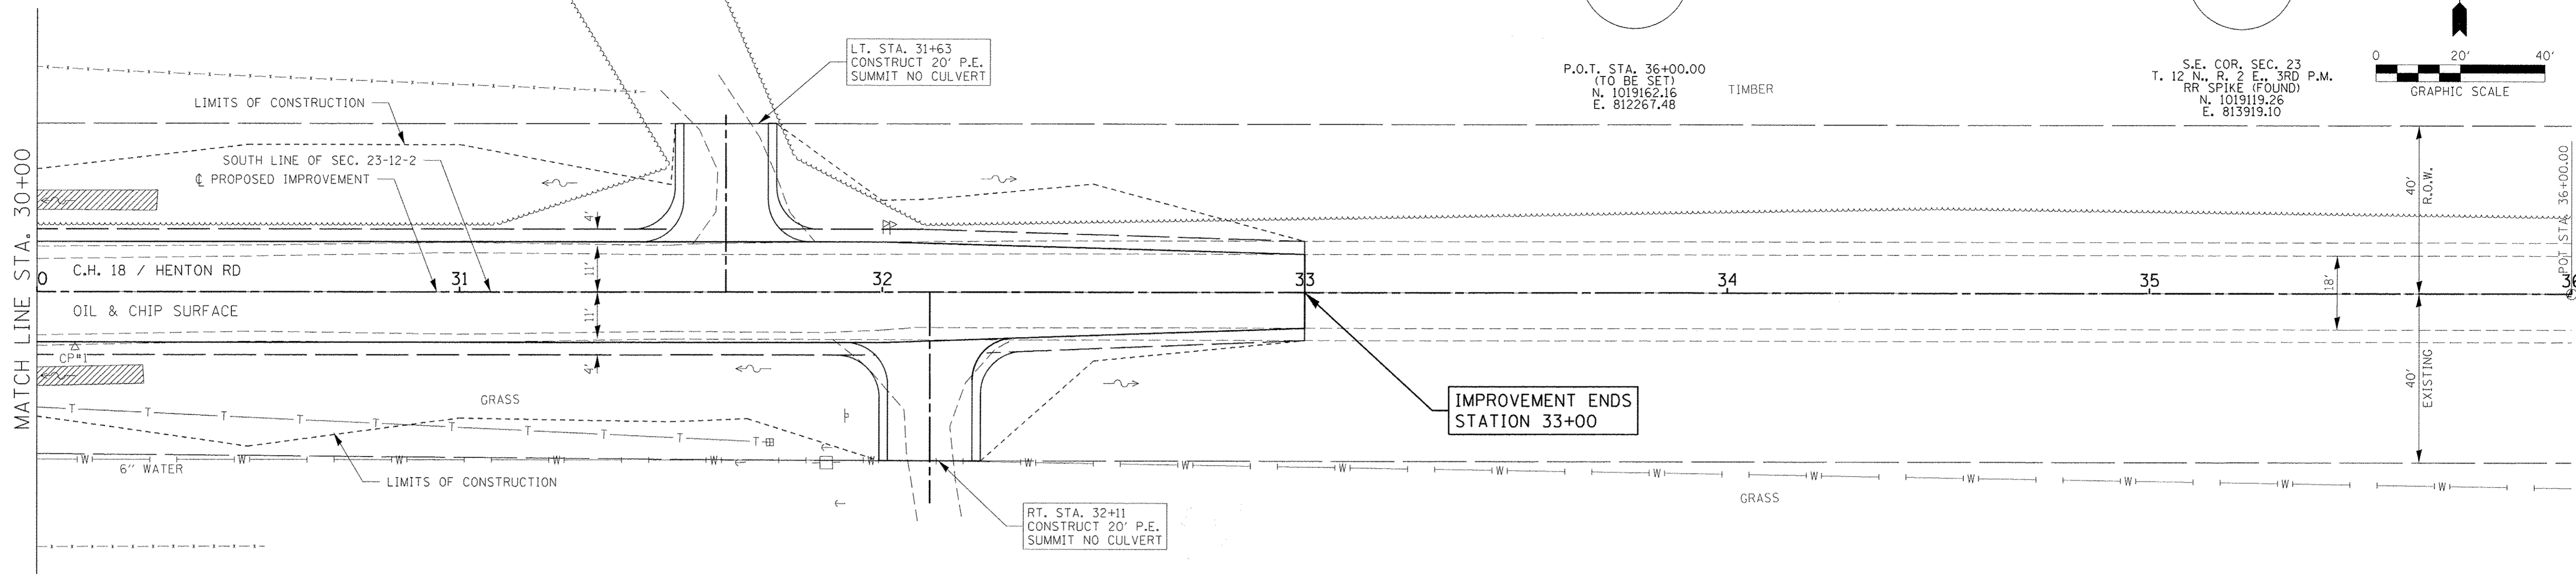 LT. STA. 31+63
CONSTRUCT 20' P.E.
SUMMIT NO CULVERT
P.O.T. STA. 36+00.00
(TO BE SET)
N. 1019162.16
E. 812267.48
TIMBER
S.E. COR. SEC. 23
T. 12 N., R. 2 E., 3RD P.M.
RR SPIKE (FOUND)
N. 1019119.26
E. 813919.10
0 20' 40'
GRAPHIC SCALE
LIMITS OF CONSTRUCTION
SOUTH LINE OF SEC. 23-12-2
℄ PROPOSED IMPROVEMENT
MATCH LINE STA. 30+00
4'
40'
R.O.W.
POT STA. 36+00.00
C.H. 18 / HENTON RD
11'
0 31 32 33 34 35 36
18'
OIL & CHIP SURFACE
11'
CP#1
4'
40'
EXISTING
IMPROVEMENT ENDS
STATION 33+00
GRASS
T T T T T T T T T T
W W W W W W W W W W W W W W W W
6" WATER
LIMITS OF CONSTRUCTION
GRASS
RT. STA. 32+11
CONSTRUCT 20' P.E.
SUMMIT NO CULVERT